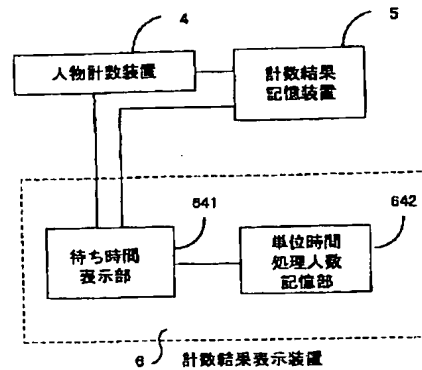 4
5
人物計数装置
計数結果
記憶装置
641
642
待ち時間
表示部
単位時間
処理人数
記憶部
6 計数結果表示装置